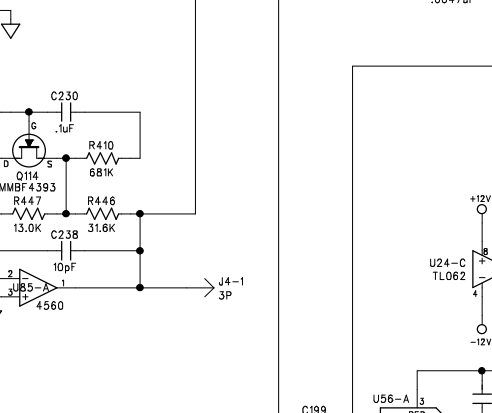 .0047uF
C230
G
.1uF
R410
D
S
681K
Q114
MMBF4393
R447
R446
13.0K
31.6K
C238
10pF
2
U85-A
1
3
4560
J4-1
3P
+12V
8
U24-C
+
TL062
-
4
-12V
U56-A
3
C199